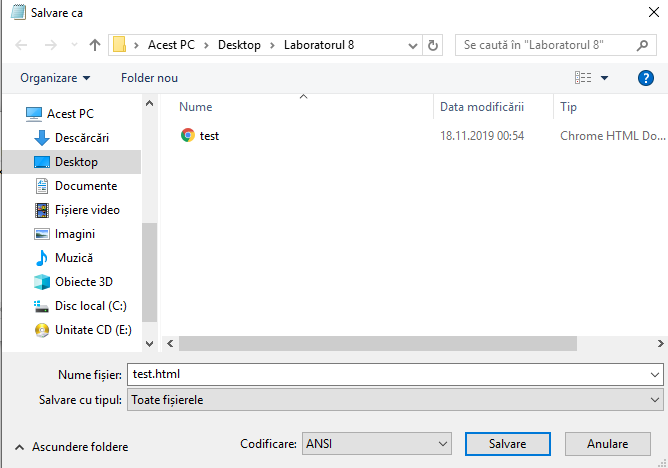 Salvare ca
Acest PC > Desktop > Laboratorul 8
Se caută în "Laboratorul 8"
Organizare Folder nou
Nume Data modificării Tip
Acest PC
Descărcări
Desktop
Documente
Fișiere video
Imagini
Muzică
Obiecte 3D
Disc local (C:)
Unitate CD (E:)
test 18.11.2019 00:54 Chrome HTML Do...
Nume fișier: test.html
Salvare cu tipul: Toate fișierele
Ascundere foldere Codificare: ANSI Salvare Anulare